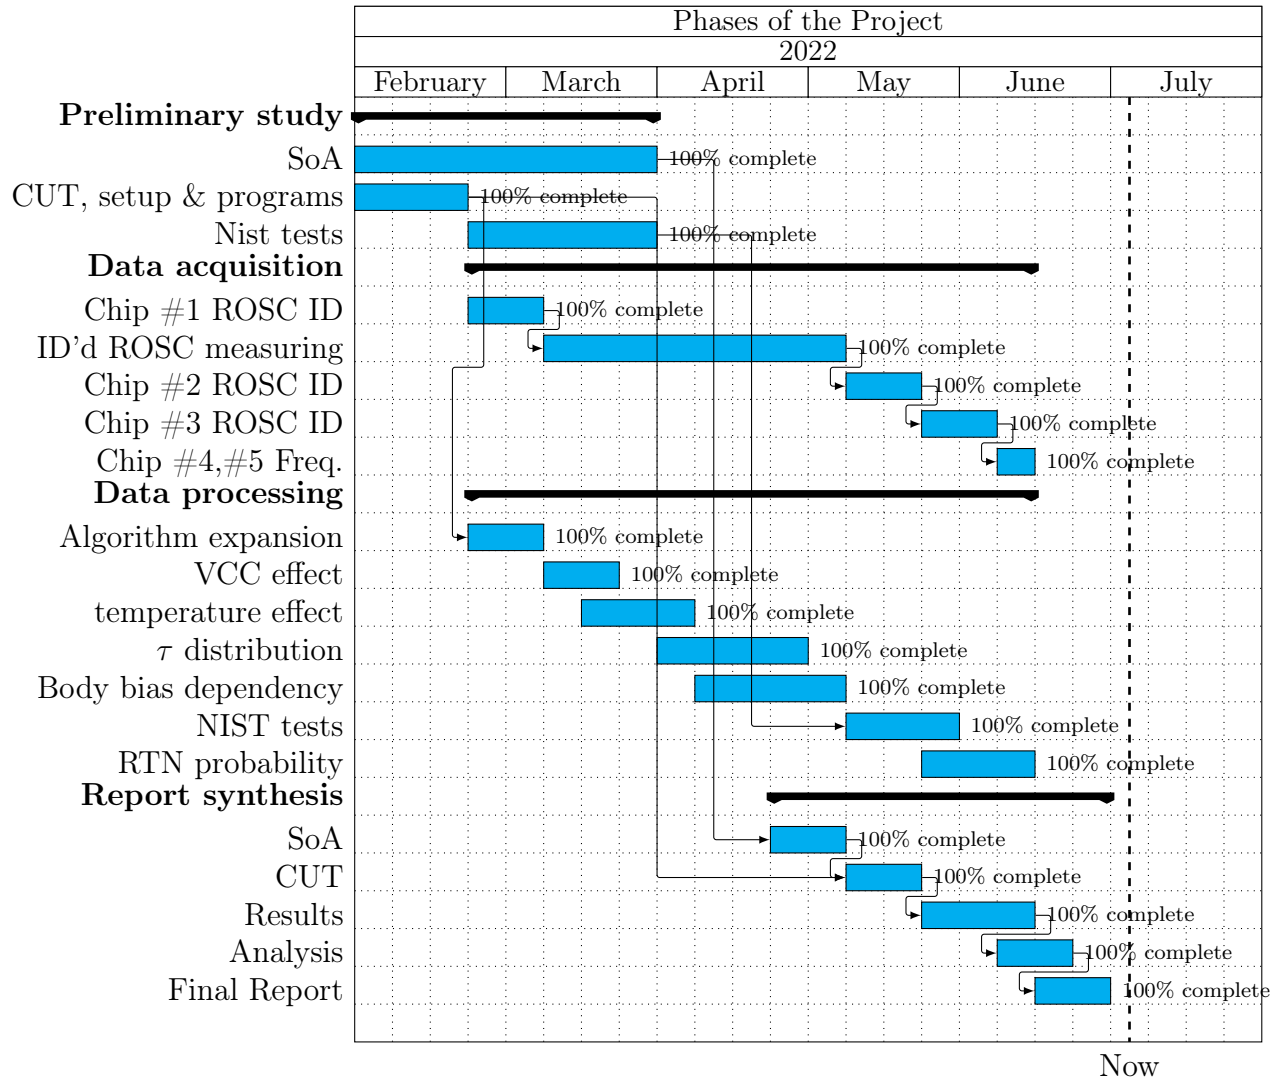 Phases of the Project
2022
February March April May June July
Preliminary study
SoA 100% complete
CUT, setup & programs 100% complete
Nist tests 100% complete
Data acquisition
Chip #1 ROSC ID 100% complete
ID'd ROSC measuring 100% complete
Chip #2 ROSC ID 100% complete
Chip #3 ROSC ID 100% complete
Chip #4,#5 Freq. 100% complete
Data processing
Algorithm expansion 100% complete
VCC effect 100% complete
temperature effect 100% complete
τ distribution 100% complete
Body bias dependency 100% complete
NIST tests 100% complete
RTN probability 100% complete
Report synthesis
SoA 100% complete
CUT 100% complete
Results 100% complete
Analysis 100% complete
Final Report 100% complete
Now